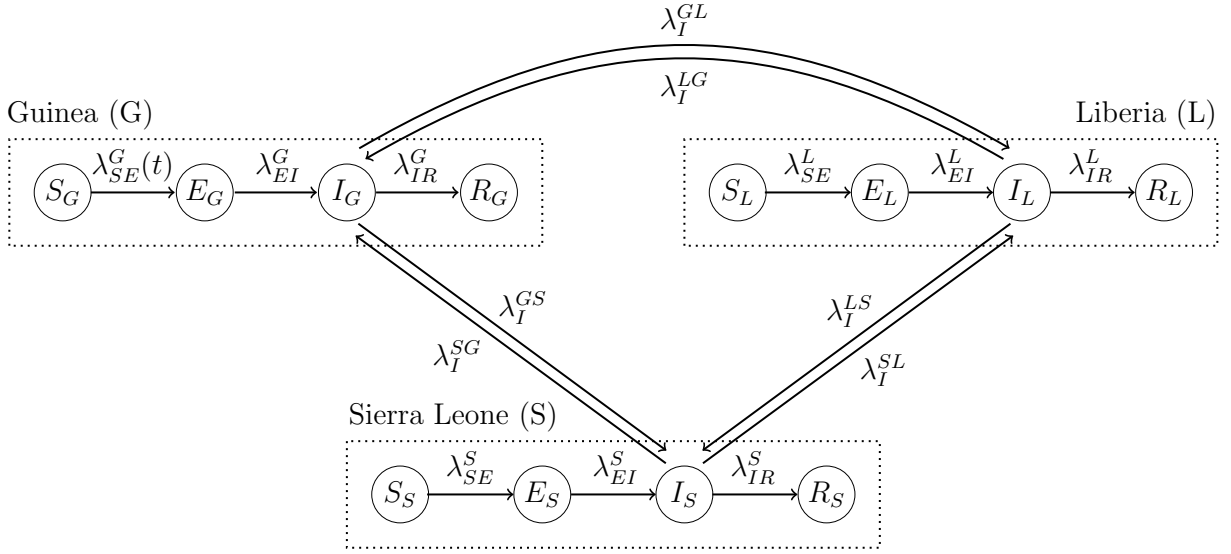 λ_I^{GL}
λ_I^{LG}
Guinea (G)
Liberia (L)
λ_{SE}^G(t) λ_{EI}^G λ_{IR}^G
S_G E_G I_G R_G
λ_{SE}^L λ_{EI}^L λ_{IR}^L
S_L E_L I_L R_L
λ_I^{GS}
λ_I^{SG}
λ_I^{LS}
λ_I^{SL}
Sierra Leone (S)
λ_{SE}^S λ_{EI}^S λ_{IR}^S
S_S E_S I_S R_S